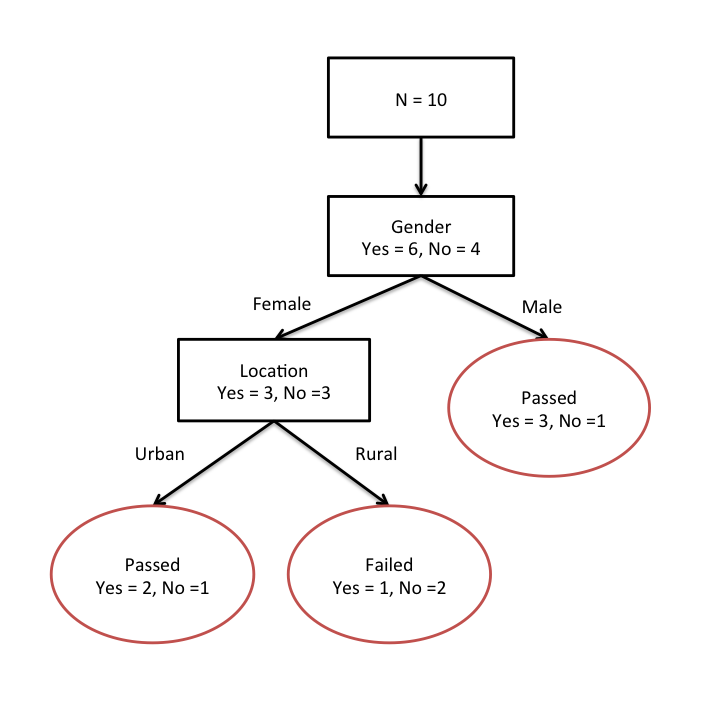 N = 10
Gender
Yes = 6, No = 4
Female
Male
Location
Yes = 3, No =3
Passed
Yes = 3, No =1
Urban
Rural
Passed
Yes = 2, No =1
Failed
Yes = 1, No =2